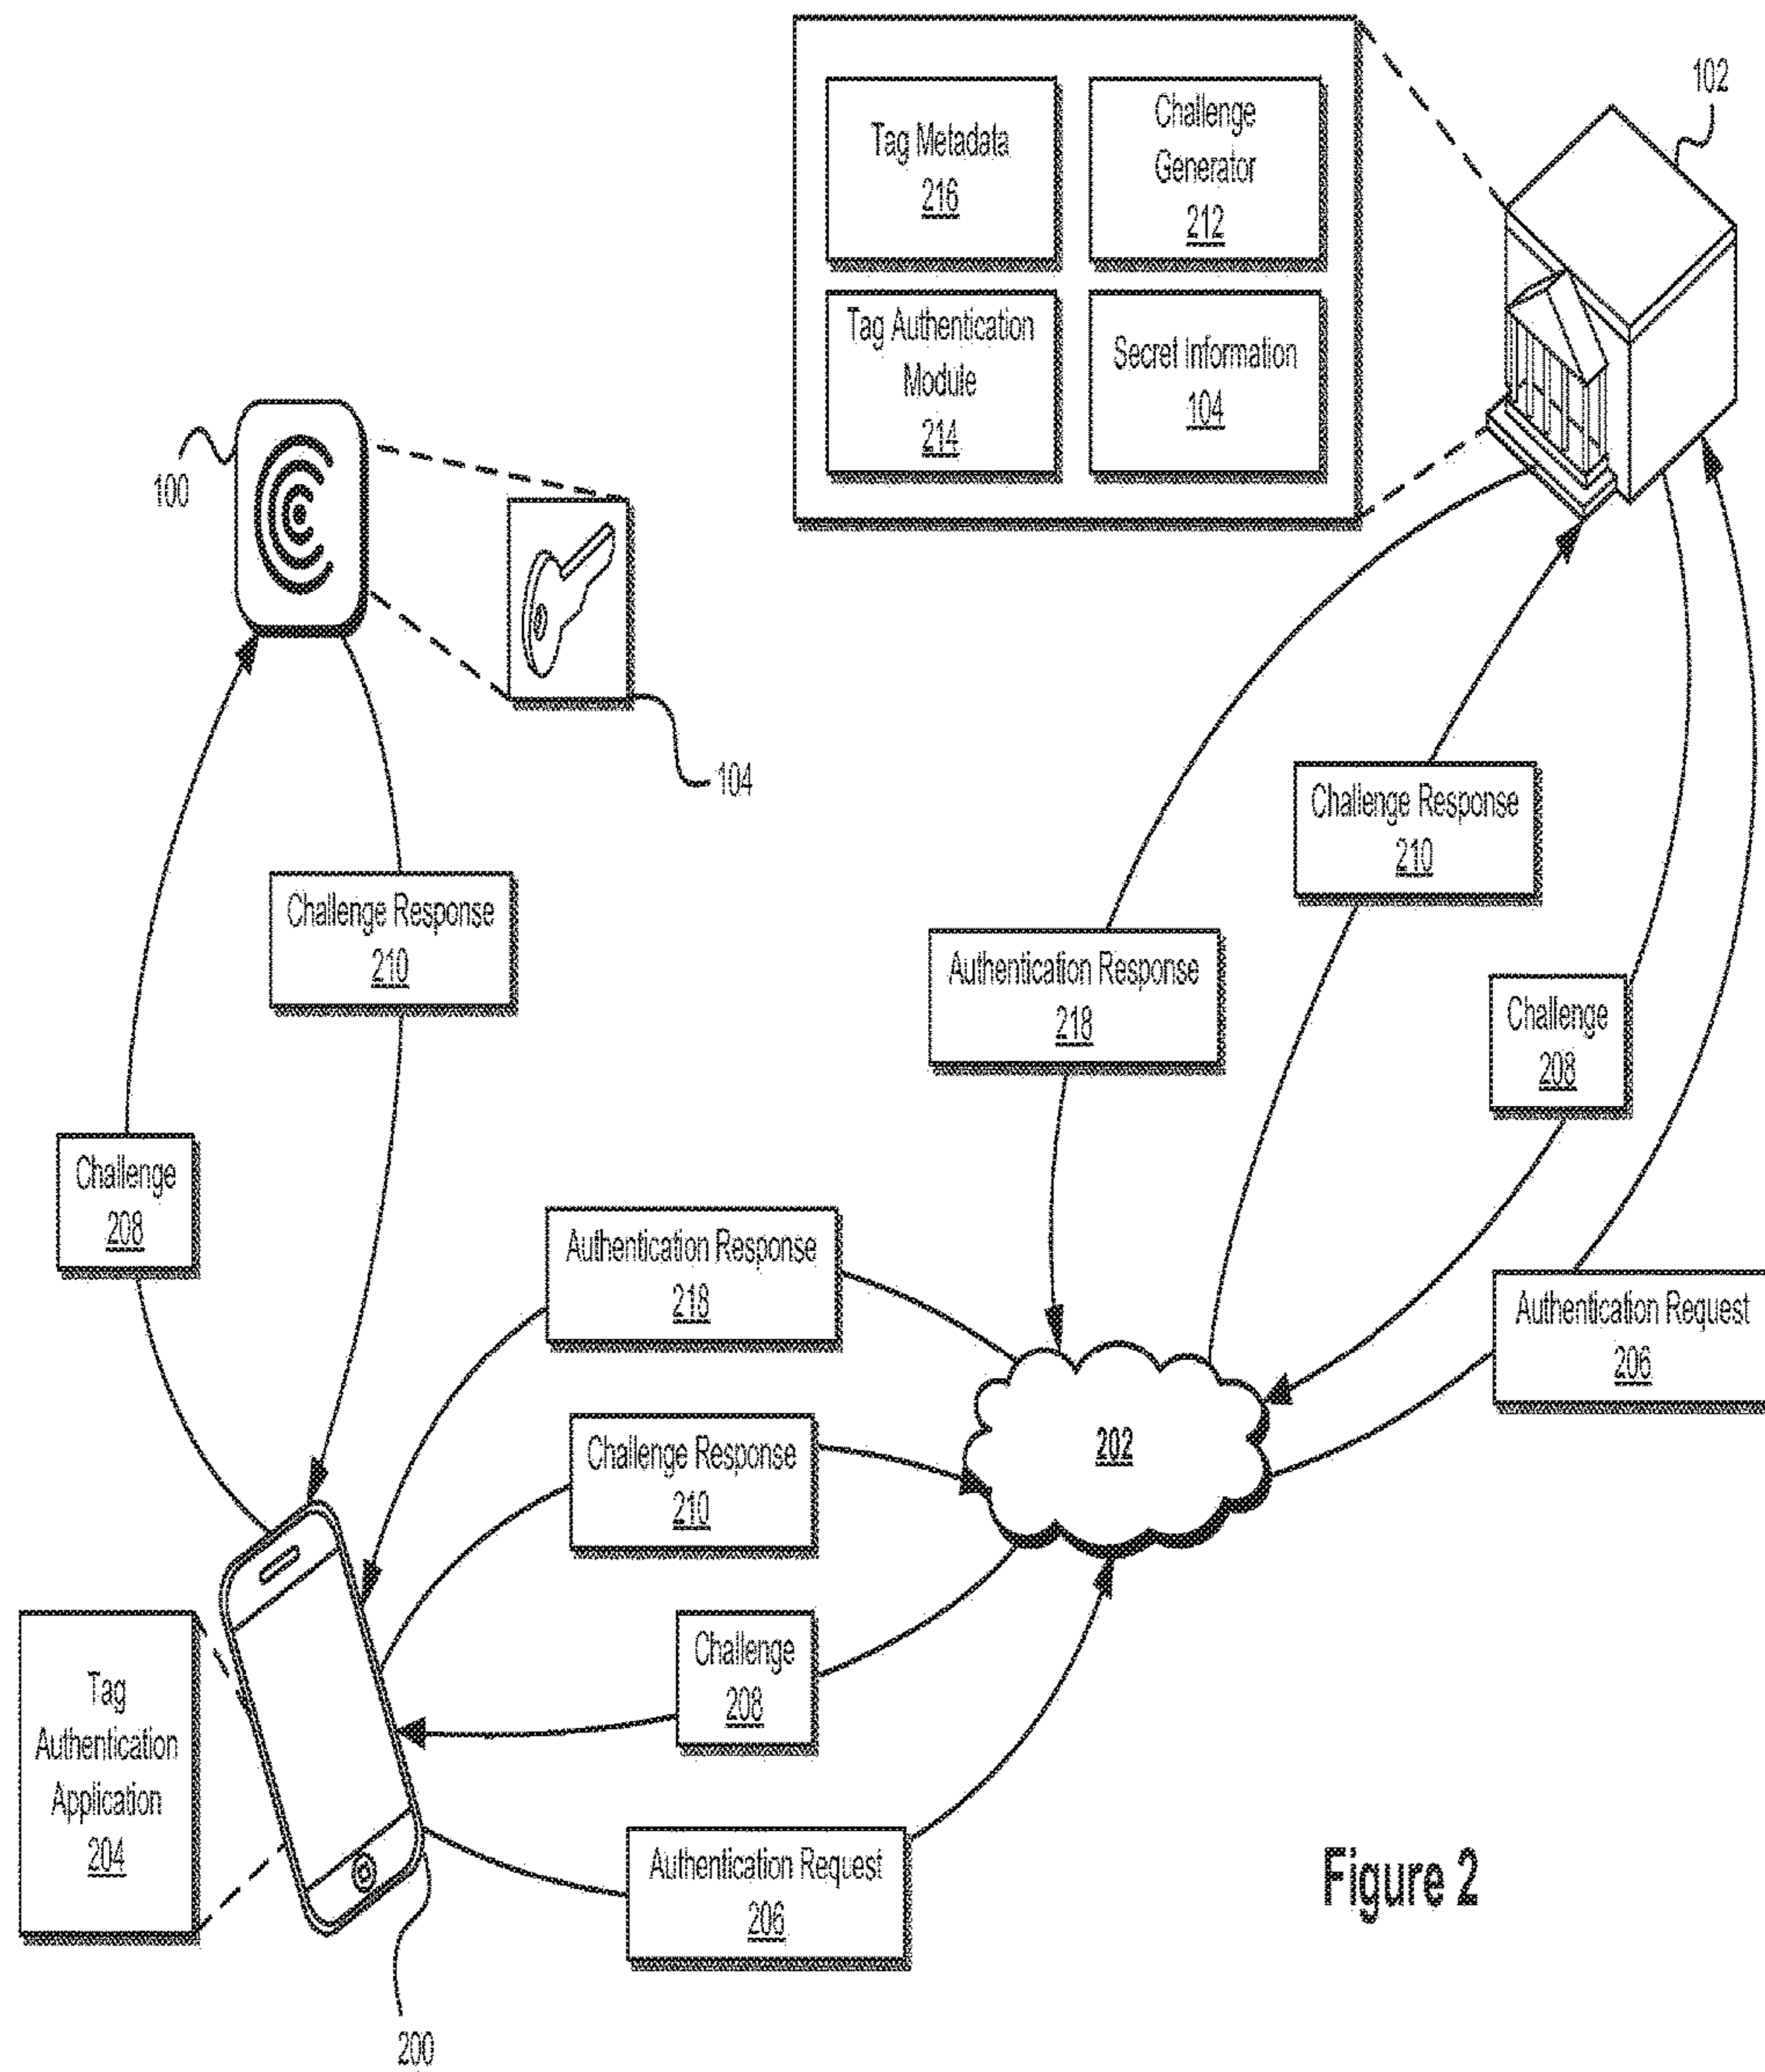 102
Tag Metadata
216
Challenge
Generator
212
Tag Authentication
Module
214
Secret Information
104
100
104
Challenge Response
210
Challenge Response
210
Authentication Response
218
Challenge
208
Challenge
208
Authentication Response
218
Authentication Request
206
Challenge Response
210
202
Tag
Authentication
Application
204
Challenge
208
Authentication Request
206
Figure 2
200